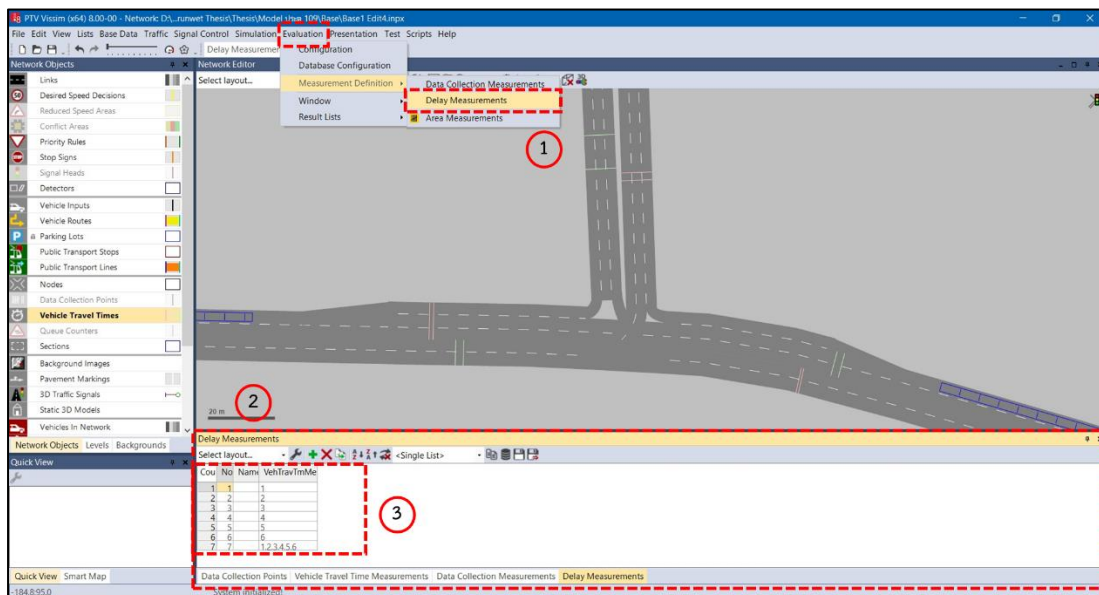 PTV Vissim (x64) 8.00-00 - Network: D:\...runwet Thesis\Thesis\Model 109\Base\Base1 Edit4.inpx
File Edit View Lists Base Data Traffic Signal Control Simulation Evaluation Presentation Test Scripts Help
Delay Measuremer
Configuration
Database Configuration
Measurement Definition
Window
Result Lists
Data Collection Measurements
Delay Measurements
Area Measurements
1
Network Objects
Links
Desired Speed Decisions
Reduced Speed Areas
Conflict Areas
Priority Rules
Stop Signs
Signal Heads
Detectors
Vehicle Inputs
Vehicle Routes
Parking Lots
Public Transport Stops
Public Transport Lines
Nodes
Data Collection Points
Vehicle Travel Times
Queue Counters
Sections
Background Images
Pavement Markings
3D Traffic Signals
Static 3D Models
Vehicles In Network
Network Objects Levels Backgrounds
Network Editor
Select layout...
20 m
2
Quick View
Quick View Smart Map
Delay Measurements
Select layout... <Single List>
Cou No Name VehTravTmMe
1 1 1
2 2 2
3 3 3
4 4 4
5 5 5
6 6 6
7 7 1,2,3,4,5,6
3
Data Collection Points Vehicle Travel Time Measurements Data Collection Measurements Delay Measurements
-184.8:95.0 System initialized!